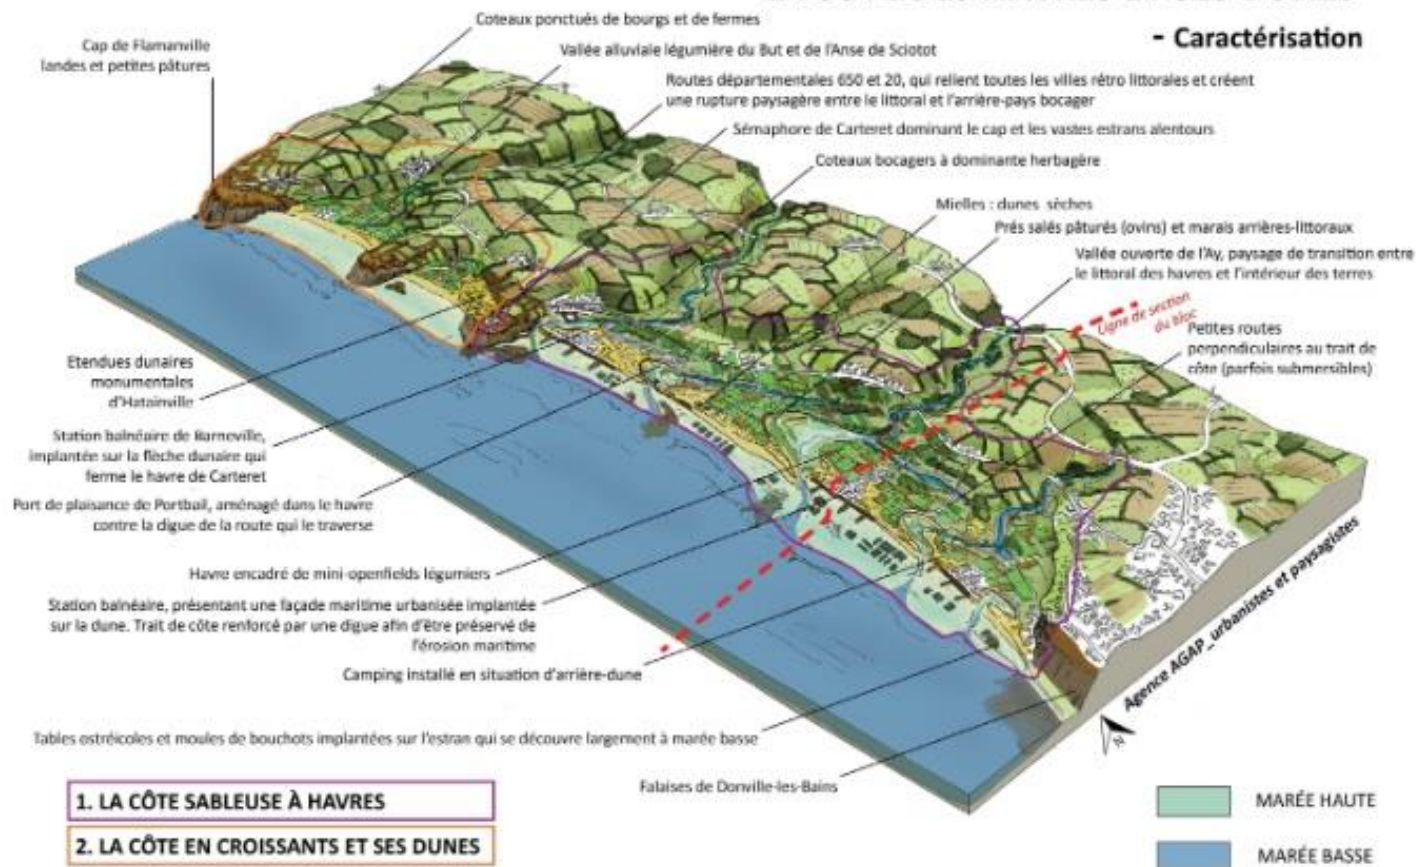 - Caractérisation
Coteaux ponctués de bourgs et de fermes
Cap de Flamanville
landes et petites pâtures
Vallée alluviale légumière du But et de l'Anse de Sciotot
Routes départementales 650 et 20, qui relient toutes les villes rétro littorales et créent
une rupture paysagère entre le littoral et l'arrière-pays bocager
Sémaphore de Carteret dominant le cap et les vastes estrans alentours
Coteaux bocagers à dominante herbagère
Mielles : dunes sèches
Prés salés pâturés (ovins) et marais arrières-littoraux
Vallée ouverte de l'Ay, paysage de transition entre
le littoral des havres et l'intérieur des terres
Ligne de section
du bloc
Petites routes
perpendiculaires au trait de
côte (parfois submersibles)
Etendues dunaires
monumentales
d'Hatainville
Station balnéaire de Barneville,
implantée sur la flèche dunaire qui
ferme le havre de Carteret
Port de plaisance de Portbail, aménagé dans le havre
contre la digue de la route qui le traverse
Havre encadré de mini-openfields légumiers
Station balnéaire, présentant une façade maritime urbanisée implantée
sur la dune. Trait de côte renforcé par une digue afin d'être préservé de
l'érosion maritime
Camping installé en situation d'arrière-dune
Tables ostréicoles et moules de bouchots implantées sur l'estran qui se découvre largement à marée basse
Falaises de Donville-les-Bains
Agence AGAP_urbanistes et paysagistes
N
1. LA CÔTE SABLEUSE À HAVRES
2. LA CÔTE EN CROISSANTS ET SES DUNES
MARÉE HAUTE
MARÉE BASSE